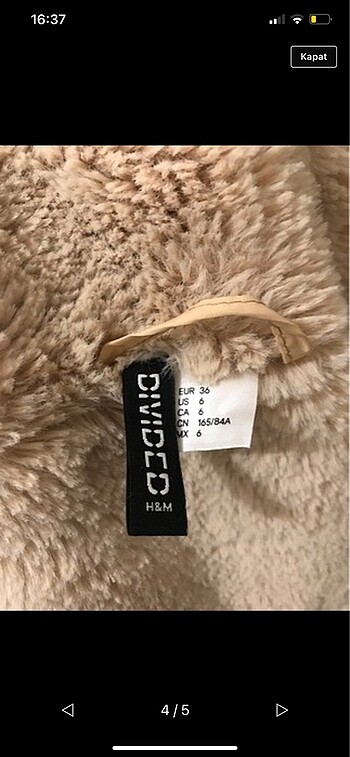 16:37
Kapat
DIVIDED
H&M
EUR 36
US 6
CA 6
CN 165/84A
MX 6
4/5